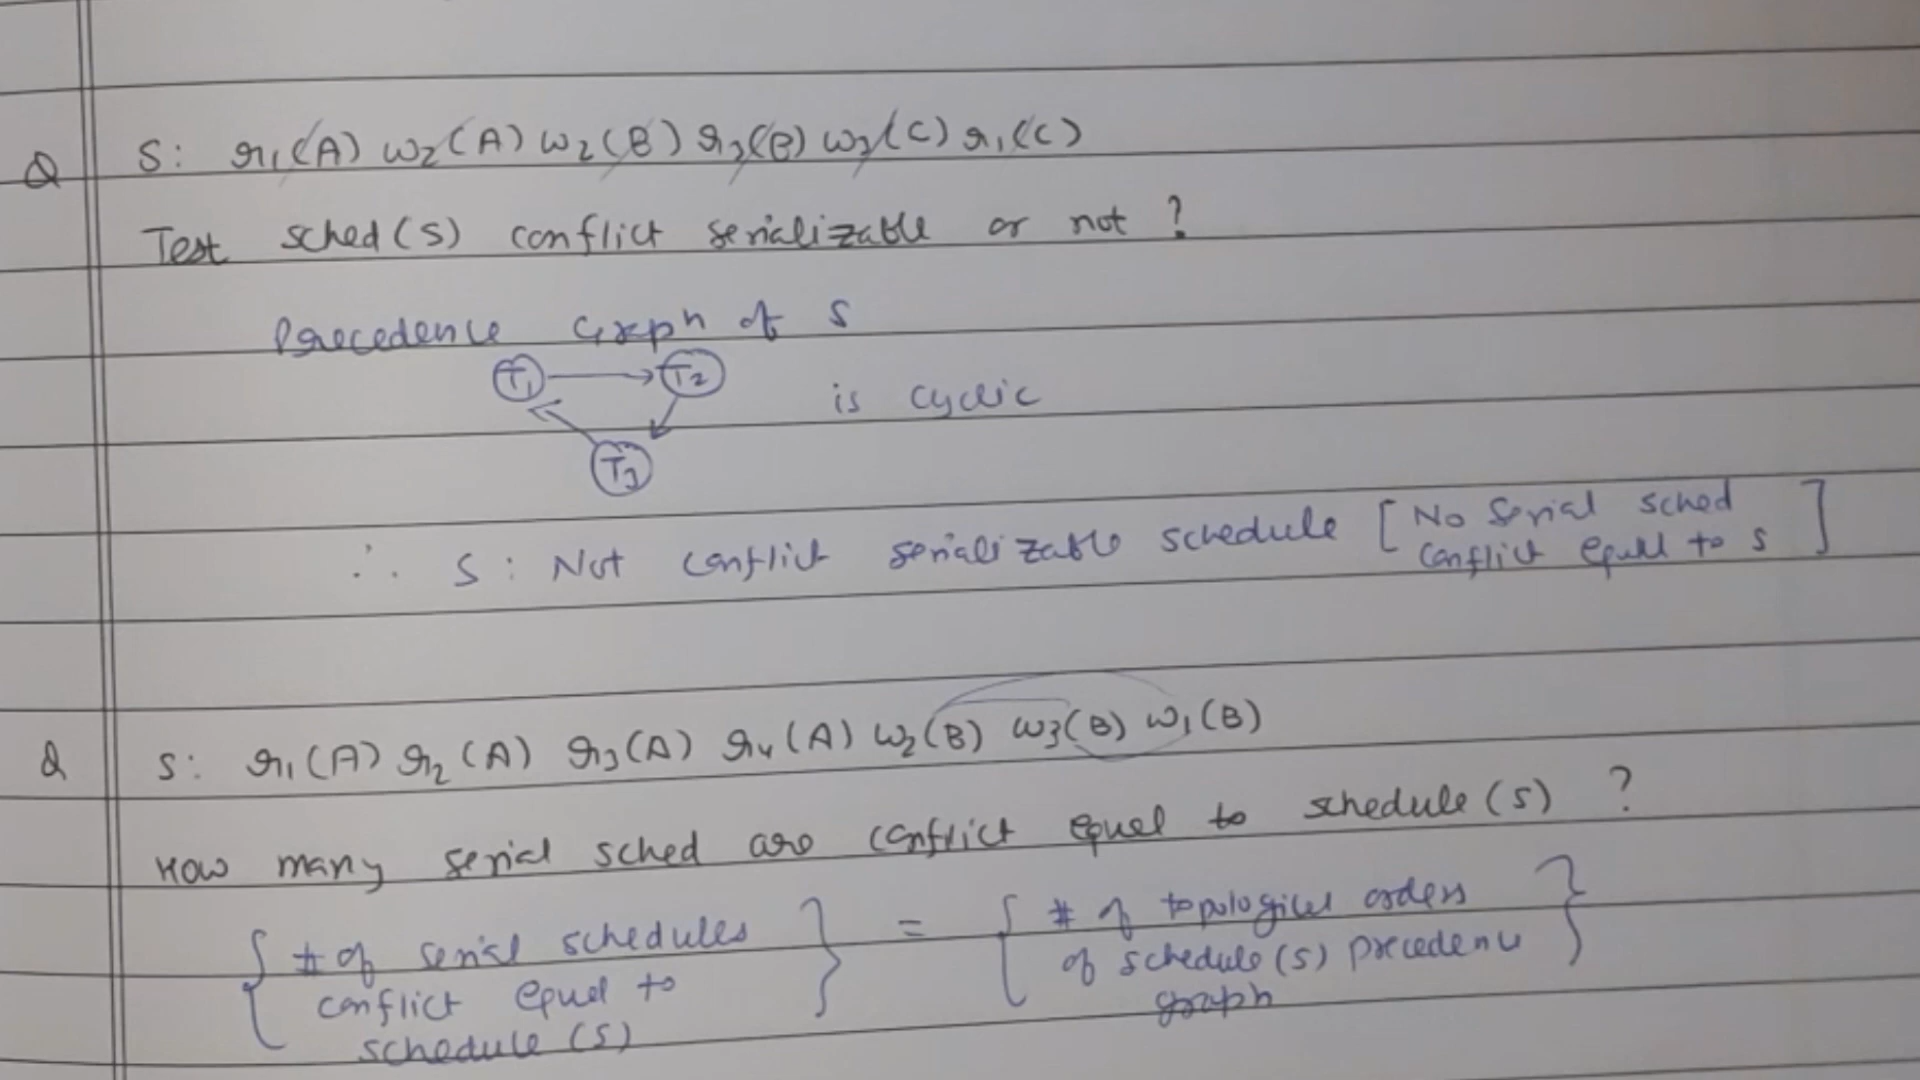 Q S: r₁(A) w₂(A) w₂(B) r₃(B) w₃(C) r₁(C)
Test sched(S) conflict serializable or not ?
Precedence Graph of S
T₁ T₂ is cyclic
T₃
∴ S: Not conflict serializable schedule [No serial sched conflict equal to S]
Q S: r₁(A) r₂(A) r₃(A) r₄(A) w₂(B) w₃(B) w₁(B)
How many serial sched are conflict equal to schedule(S) ?
{ # of serial schedules } = { # of topological orders }
conflict equal to of schedule(S) precedence
schedule(S) graph